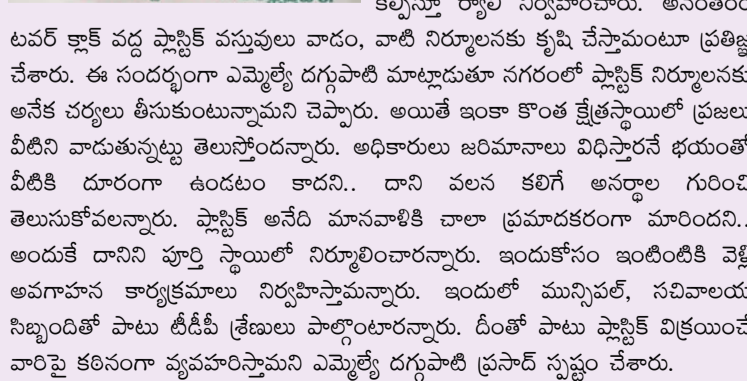 కల్పిస్తూ ర్యాలీ నిర్వహించారు. అనంతరం
టవర్ క్లాక్ వద్ద ప్లాస్టిక్ వస్తువులు వాడం, వాటి నిర్మూలనకు కృషి చేస్తామంటూ ప్రతిజ్ఞ
చేశారు. ఈ సందర్భంగా ఎమ్మెల్యే దగ్గుపాటి మాట్లాడుతూ నగరంలో ప్లాస్టిక్ నిర్మూలనకు
అనేక చర్యలు తీసుకుంటున్నామని చెప్పారు. అయితే ఇంకా కొంత క్షేత్రస్థాయిలో ప్రజలు
వీటిని వాడుతున్నట్టు తెలుస్తోందన్నారు. అధికారులు జరిమానాలు విధిస్తారనే భయంతో
వీటికి దూరంగా ఉండటం కాదని.. దాని వలన కలిగే అనర్థాల గురించి
తెలుసుకోవలన్నారు. ప్లాస్టిక్ అనేది మానవాళికి చాలా ప్రమాదకరంగా మారిందని..
అందుకే దానిని పూర్తి స్థాయిలో నిర్మూలించారన్నారు. ఇందుకోసం ఇంటింటికి వెళ్లి
అవగాహన కార్యక్రమాలు నిర్వహిస్తామన్నారు. ఇందులో మున్సిపల్, సచివాలయ
సిబ్బందితో పాటు టీడీపీ శ్రేణులు పాల్గొంటారన్నారు. దీంతో పాటు ప్లాస్టిక్ విక్రయించే
వారిపై కఠినంగా వ్యవహరిస్తామని ఎమ్మెల్యే దగ్గుపాటి ప్రసాద్ స్పష్టం చేశారు.